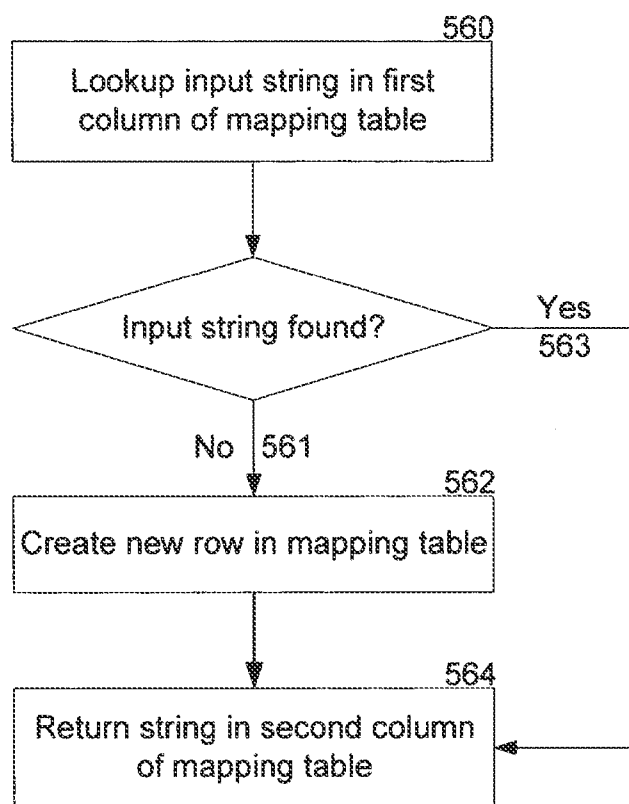 560
Lookup input string in first
column of mapping table
Input string found?
Yes
563
No 561
562
Create new row in mapping table
564
Return string in second column
of mapping table